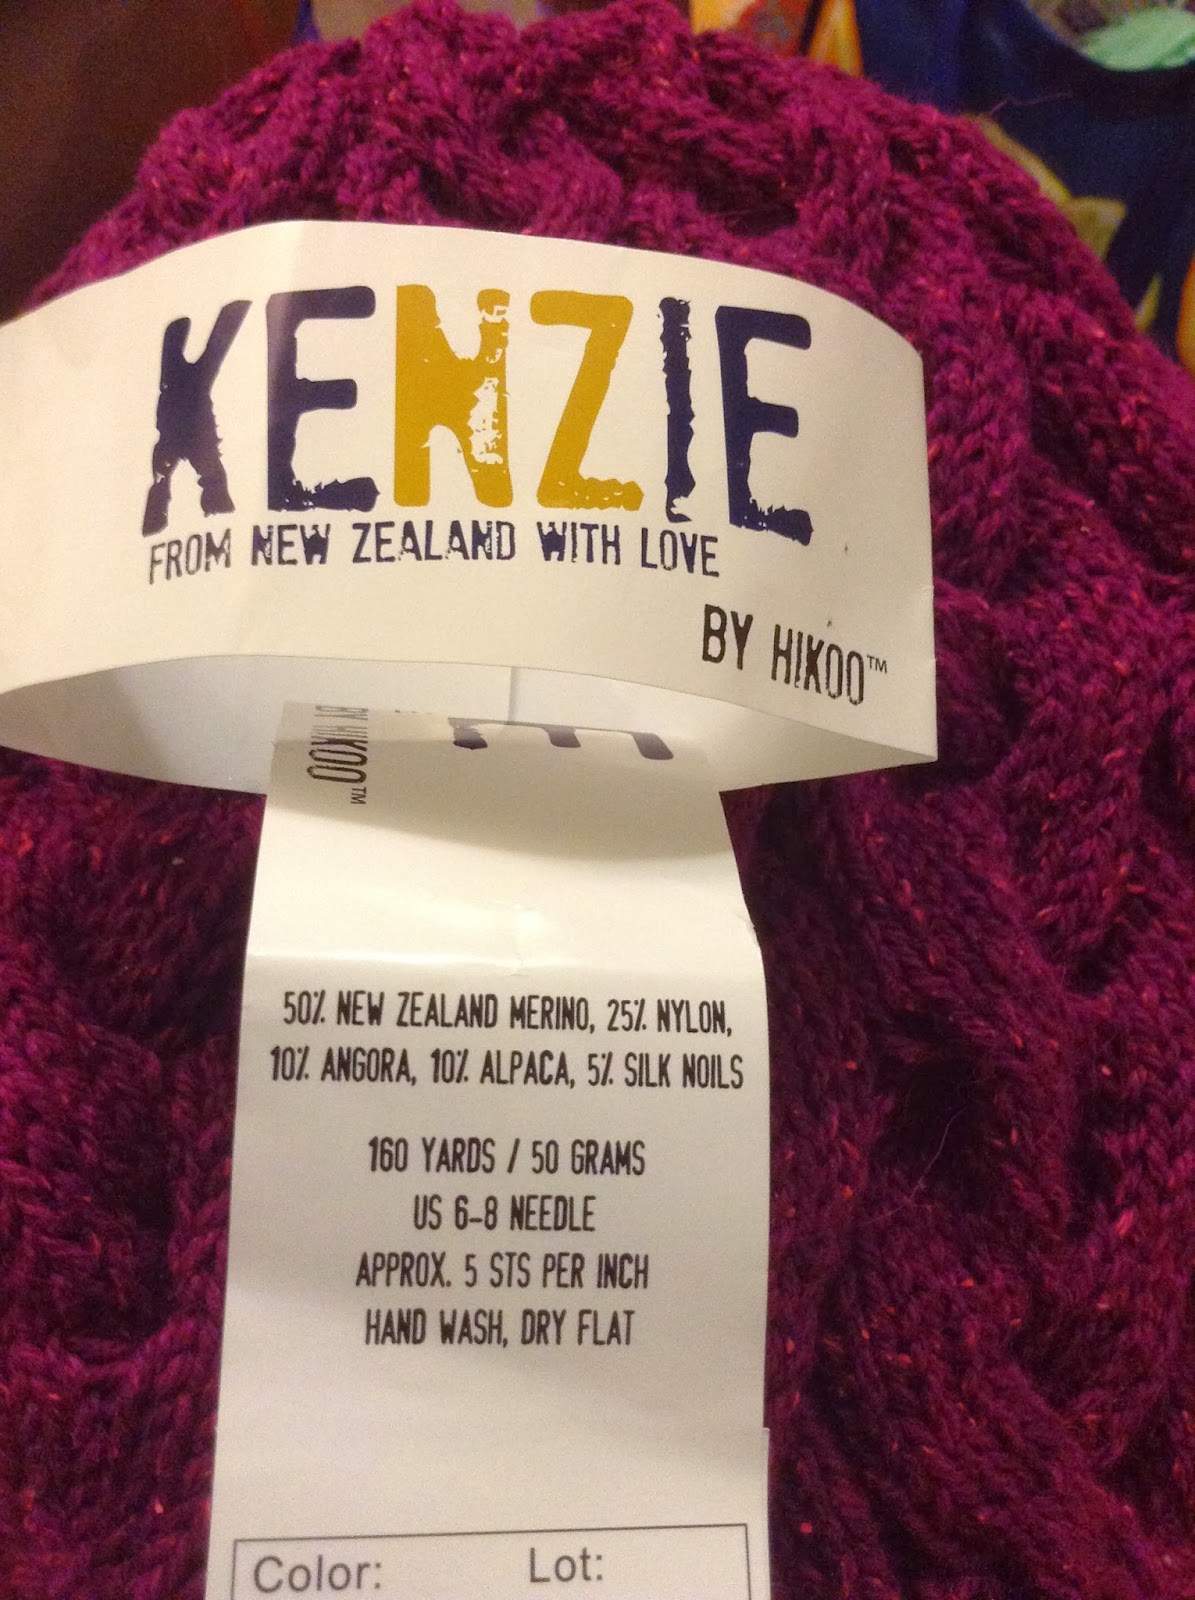 KENZIE
FROM NEW ZEALAND WITH LOVE
BY HIKOO™
BY HIKOO™
E
50% NEW ZEALAND MERINO, 25% NYLON,
10% ANGORA, 10% ALPACA, 5% SILK NOILS
160 YARDS / 50 GRAMS
US 6-8 NEEDLE
APPROX. 5 STS PER INCH
HAND WASH, DRY FLAT
Color: Lot: